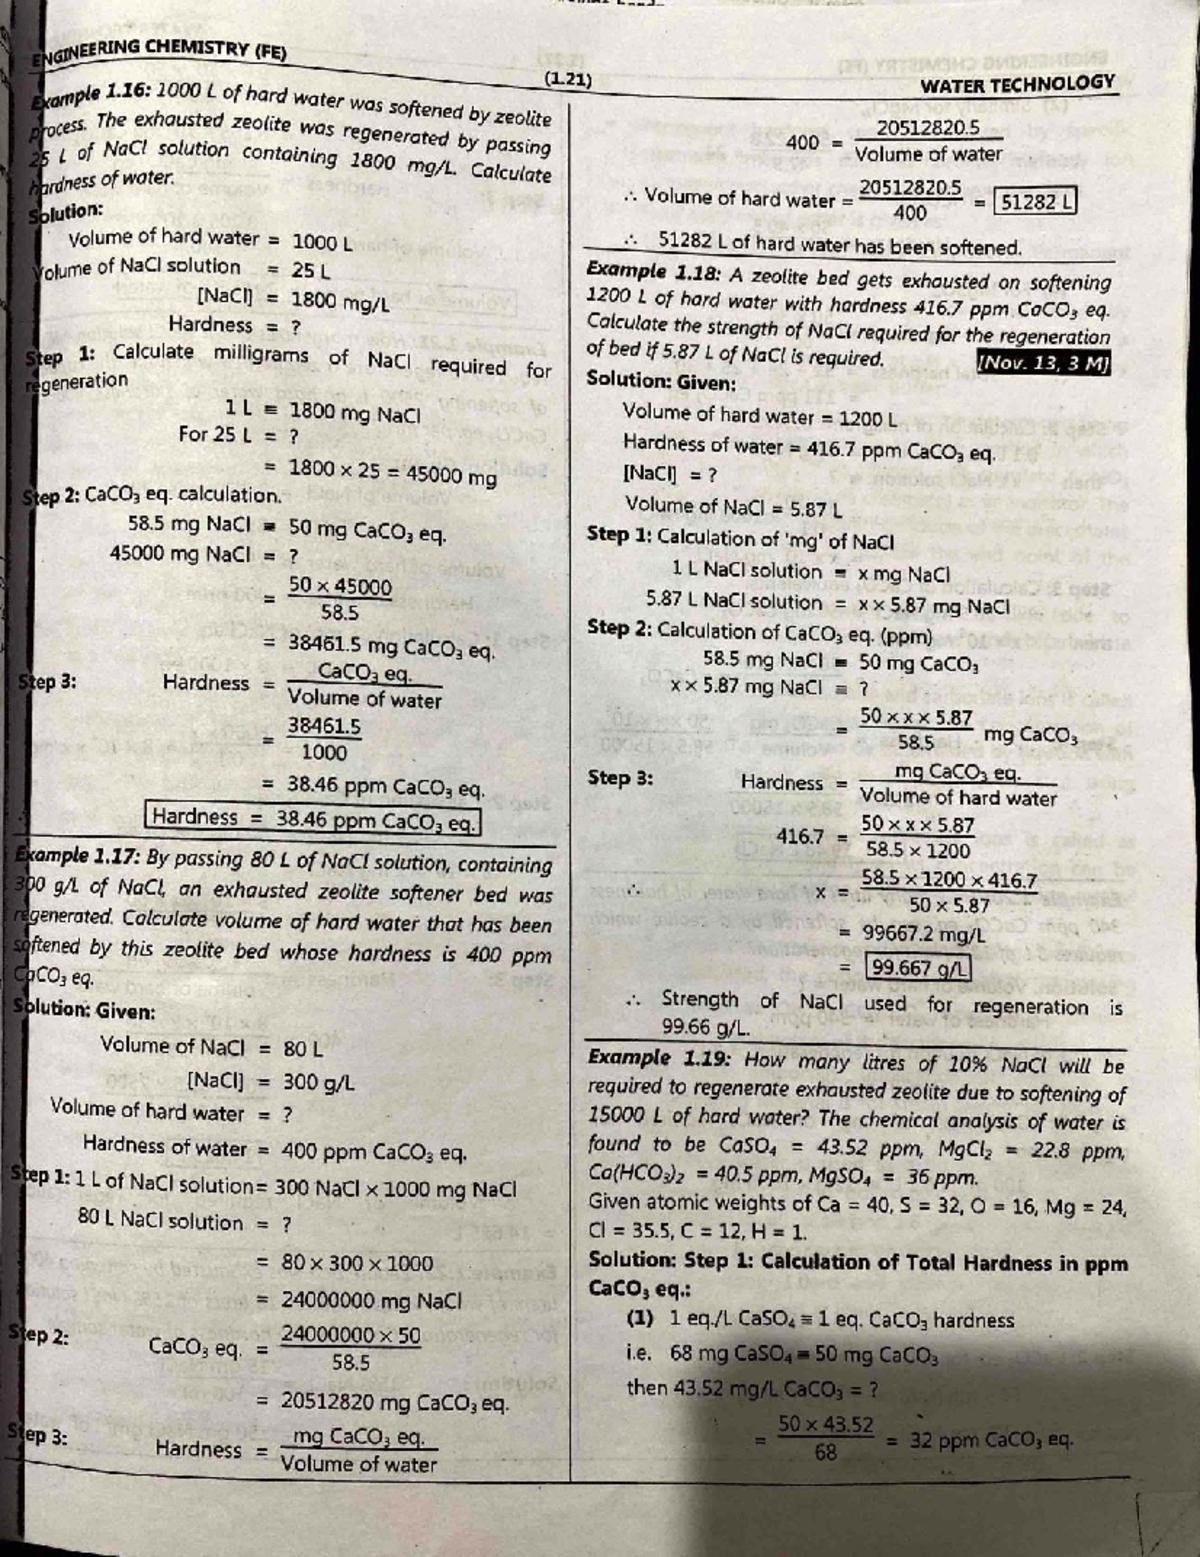 ENGINEERING CHEMISTRY (FE)
(1.21)
WATER TECHNOLOGY
Example 1.16: 1000 L of hard water was softened by zeolite
process. The exhausted zeolite was regenerated by passing
25 L of NaCl solution containing 1800 mg/L. Calculate
hardness of water.
Solution:
Volume of hard water = 1000 L
Volume of NaCl solution = 25 L
[NaCl] = 1800 mg/L
Hardness = ?
Step 1: Calculate milligrams of NaCl required for
regeneration
1 L ≡ 1800 mg NaCl
For 25 L = ?
= 1800 × 25 = 45000 mg
Step 2: CaCO₃ eq. calculation.
58.5 mg NaCl ≡ 50 mg CaCO₃ eq.
45000 mg NaCl = ?
= 50 × 45000
58.5
= 38461.5 mg CaCO₃ eq.
Step 3: Hardness = CaCO₃ eq.
Volume of water
= 38461.5
1000
= 38.46 ppm CaCO₃ eq.
∴ Hardness = 38.46 ppm CaCO₃ eq.
Example 1.17: By passing 80 L of NaCl solution, containing
300 g/L of NaCl, an exhausted zeolite softener bed was
regenerated. Calculate volume of hard water that has been
softened by this zeolite bed whose hardness is 400 ppm
CaCO₃ eq.
Solution: Given:
Volume of NaCl = 80 L
[NaCl] = 300 g/L
Volume of hard water = ?
Hardness of water = 400 ppm CaCO₃ eq.
Step 1: 1 L of NaCl solution = 300 NaCl × 1000 mg NaCl
80 L NaCl solution = ?
= 80 × 300 × 1000
= 24000000 mg NaCl
Step 2: CaCO₃ eq. = 24000000 × 50
58.5
= 20512820 mg CaCO₃ eq.
Step 3: Hardness = mg CaCO₃ eq.
Volume of water
400 = 20512820.5
Volume of water
∴ Volume of hard water = 20512820.5 = 51282 L
400
∴ 51282 L of hard water has been softened.
Example 1.18: A zeolite bed gets exhausted on softening
1200 L of hard water with hardness 416.7 ppm CaCO₃ eq.
Calculate the strength of NaCl required for the regeneration
of bed if 5.87 L of NaCl is required. [Nov. 13, 3 M]
Solution: Given:
Volume of hard water = 1200 L
Hardness of water = 416.7 ppm CaCO₃ eq.
[NaCl] = ?
Volume of NaCl = 5.87 L
Step 1: Calculation of 'mg' of NaCl
1 L NaCl solution = x mg NaCl
5.87 L NaCl solution = x × 5.87 mg NaCl
Step 2: Calculation of CaCO₃ eq. (ppm)
58.5 mg NaCl ≡ 50 mg CaCO₃
x × 5.87 mg NaCl ≡ ?
= 50 × x × 5.87 mg CaCO₃
58.5
Step 3: Hardness = mg CaCO₃ eq.
Volume of hard water
416.7 = 50 × x × 5.87
58.5 × 1200
∴ x = 58.5 × 1200 × 416.7
50 × 5.87
= 99667.2 mg/L
= 99.667 g/L
∴ Strength of NaCl used for regeneration is
99.66 g/L.
Example 1.19: How many litres of 10% NaCl will be
required to regenerate exhausted zeolite due to softening of
15000 L of hard water? The chemical analysis of water is
found to be CaSO₄ = 43.52 ppm, MgCl₂ = 22.8 ppm,
Ca(HCO₃)₂ = 40.5 ppm, MgSO₄ = 36 ppm.
Given atomic weights of Ca = 40, S = 32, O = 16, Mg = 24,
Cl = 35.5, C = 12, H = 1.
Solution: Step 1: Calculation of Total Hardness in ppm
CaCO₃ eq.:
(1) 1 eq./L CaSO₄ ≡ 1 eq. CaCO₃ hardness
i.e. 68 mg CaSO₄ ≡ 50 mg CaCO₃
then 43.52 mg/L CaCO₃ = ?
= 50 × 43.52 = 32 ppm CaCO₃ eq.
68